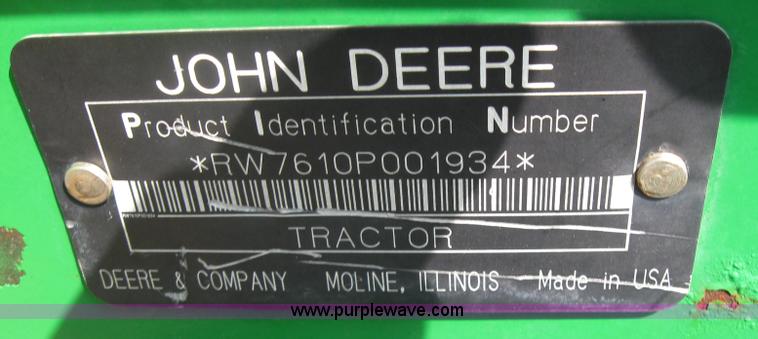 JOHN DEERE
Product Identification Number
*RW7610P001934*
TRACTOR
DEERE & COMPANY MOLINE, ILLINOIS Made in USA
www.purplewave.com